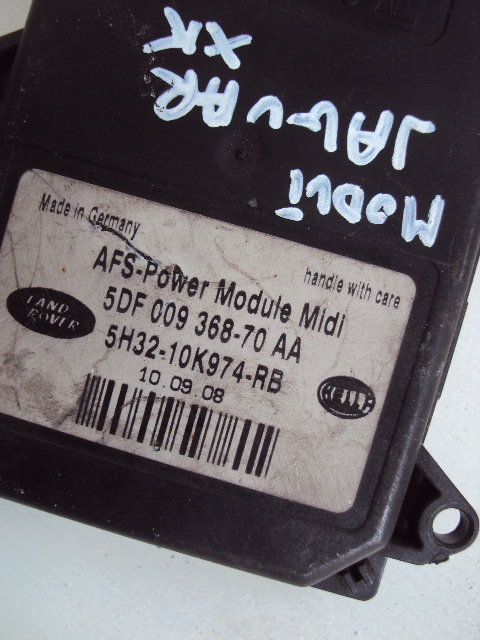 MODULI
JAGUAR
XK
Made in Germany
handle with care
AFS-Power Module Midi
5DF 009 368-70 AA
5H32-10K974-RB
10.09.08
LAND
ROVER
HELLA